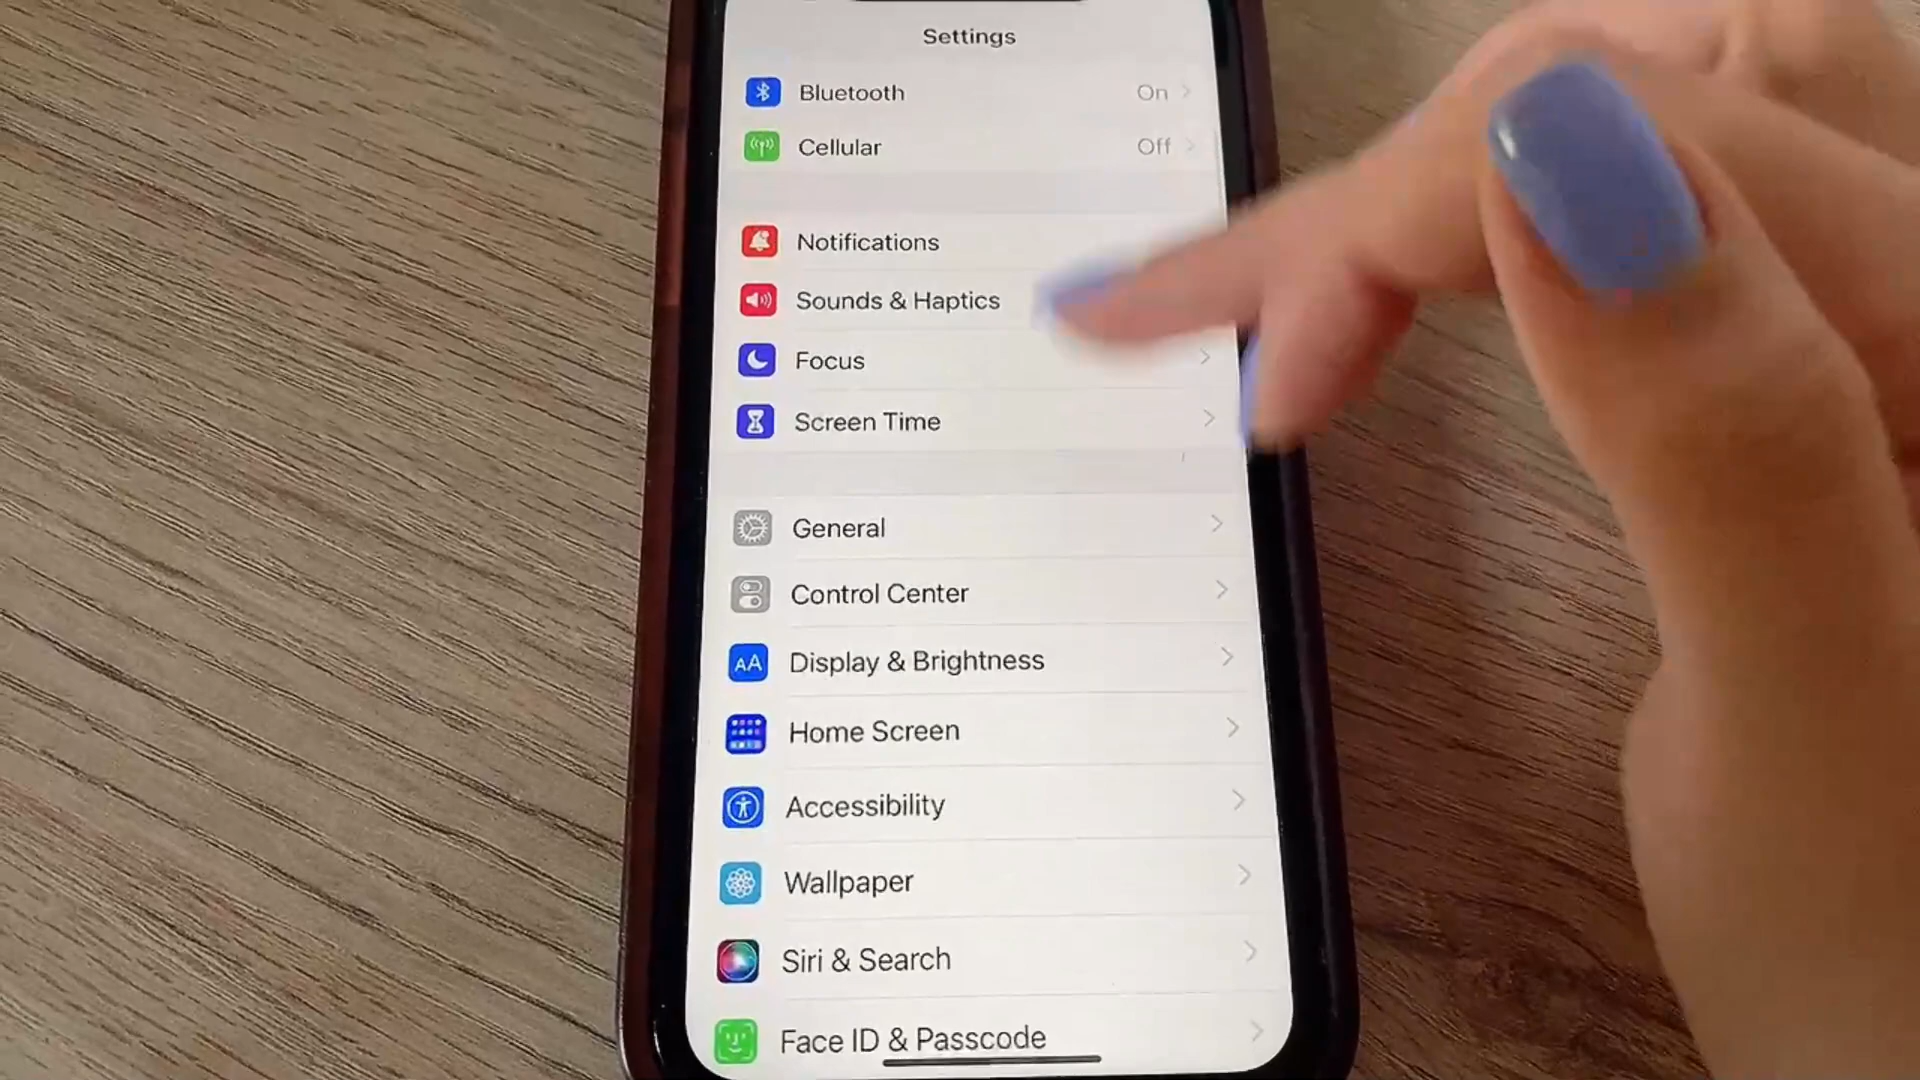 Settings
Bluetooth On
Cellular Off
Notifications
Sounds & Haptics
Focus
Screen Time
General
Control Center
AA Display & Brightness
Home Screen
Accessibility
Wallpaper
Siri & Search
Face ID & Passcode